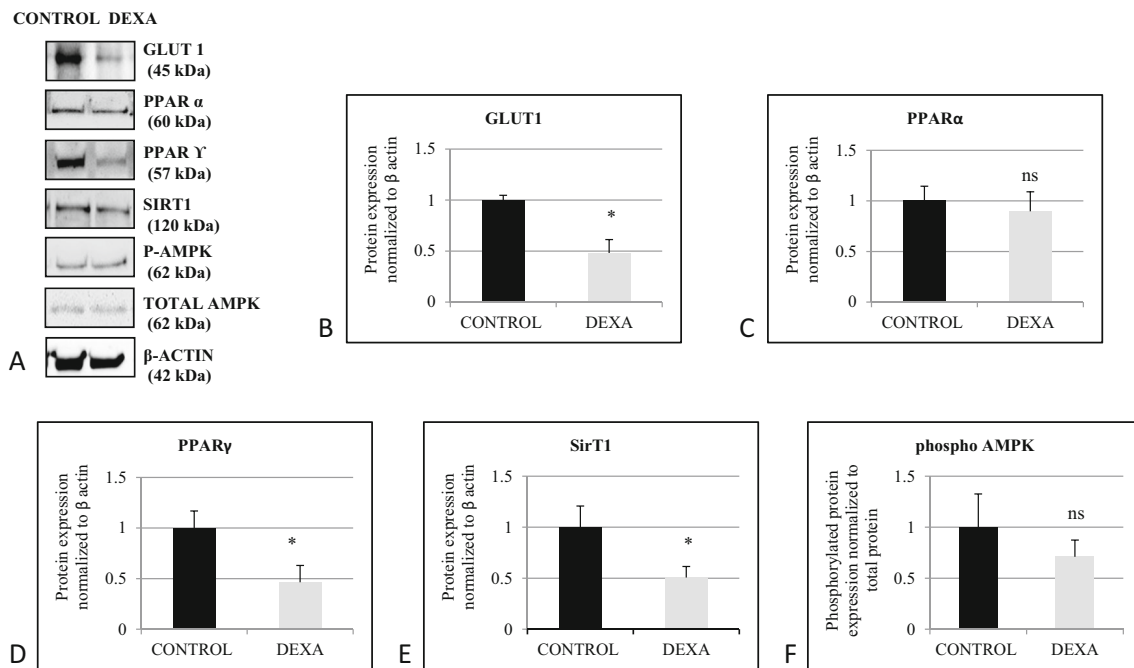 CONTROL DEXA
GLUT 1
(45 kDa)
PPAR α
(60 kDa)
PPAR ϒ
(57 kDa)
SIRT1
(120 kDa)
P-AMPK
(62 kDa)
TOTAL AMPK
(62 kDa)
β-ACTIN
(42 kDa)
A
GLUT1
Protein expression
normalized to β actin
1.5
1
0.5
0
*
CONTROL DEXA
B
PPARα
Protein expression
normalized to β actin
1.5
1
0.5
0
ns
CONTROL DEXA
C
PPARγ
Protein expression
normalized to β actin
1.5
1
0.5
0
*
CONTROL DEXA
D
SirT1
Protein expression
normalized to β actin
1.5
1
0.5
0
*
CONTROL DEXA
E
phospho AMPK
Phosphorylated protein
expression normalized to
total protein
1.5
1
0.5
0
ns
CONTROL DEXA
F